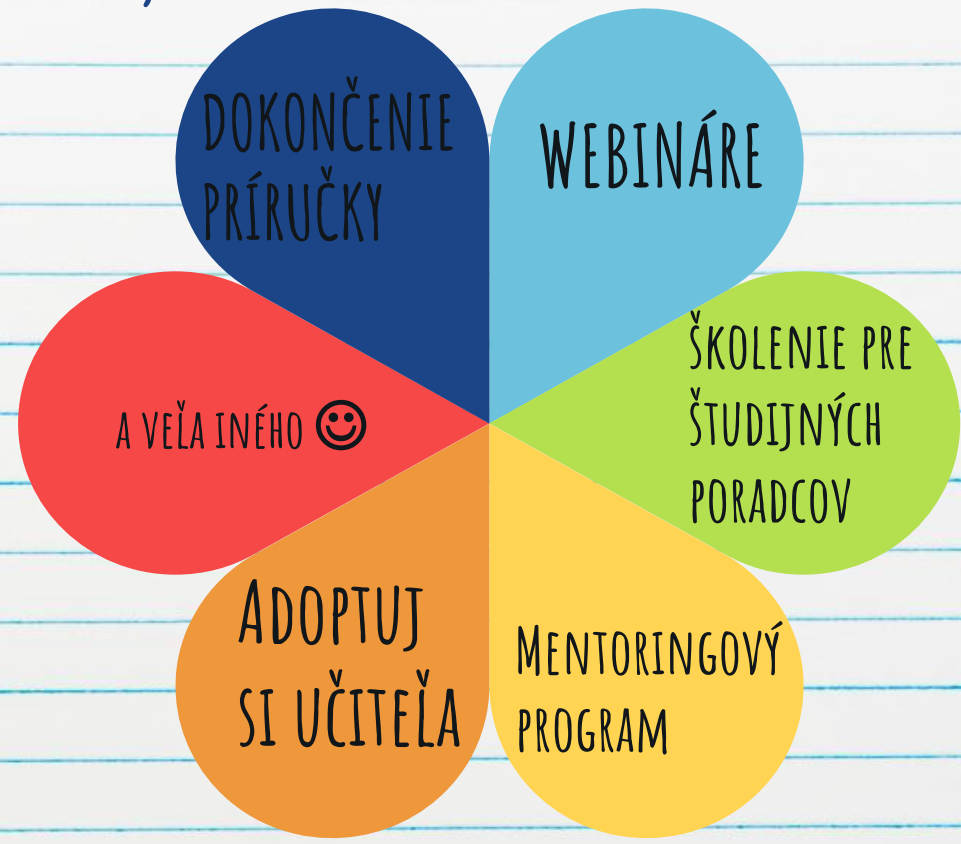 DOKONČENIE
PRÍRUČKY
WEBINÁRE
ŠKOLENIE PRE
ŠTUDIJNÝCH
PORADCOV
MENTORINGOVÝ
PROGRAM
ADOPTUJ
SI UČITEĽA
A VEĽA INÉHO ☺